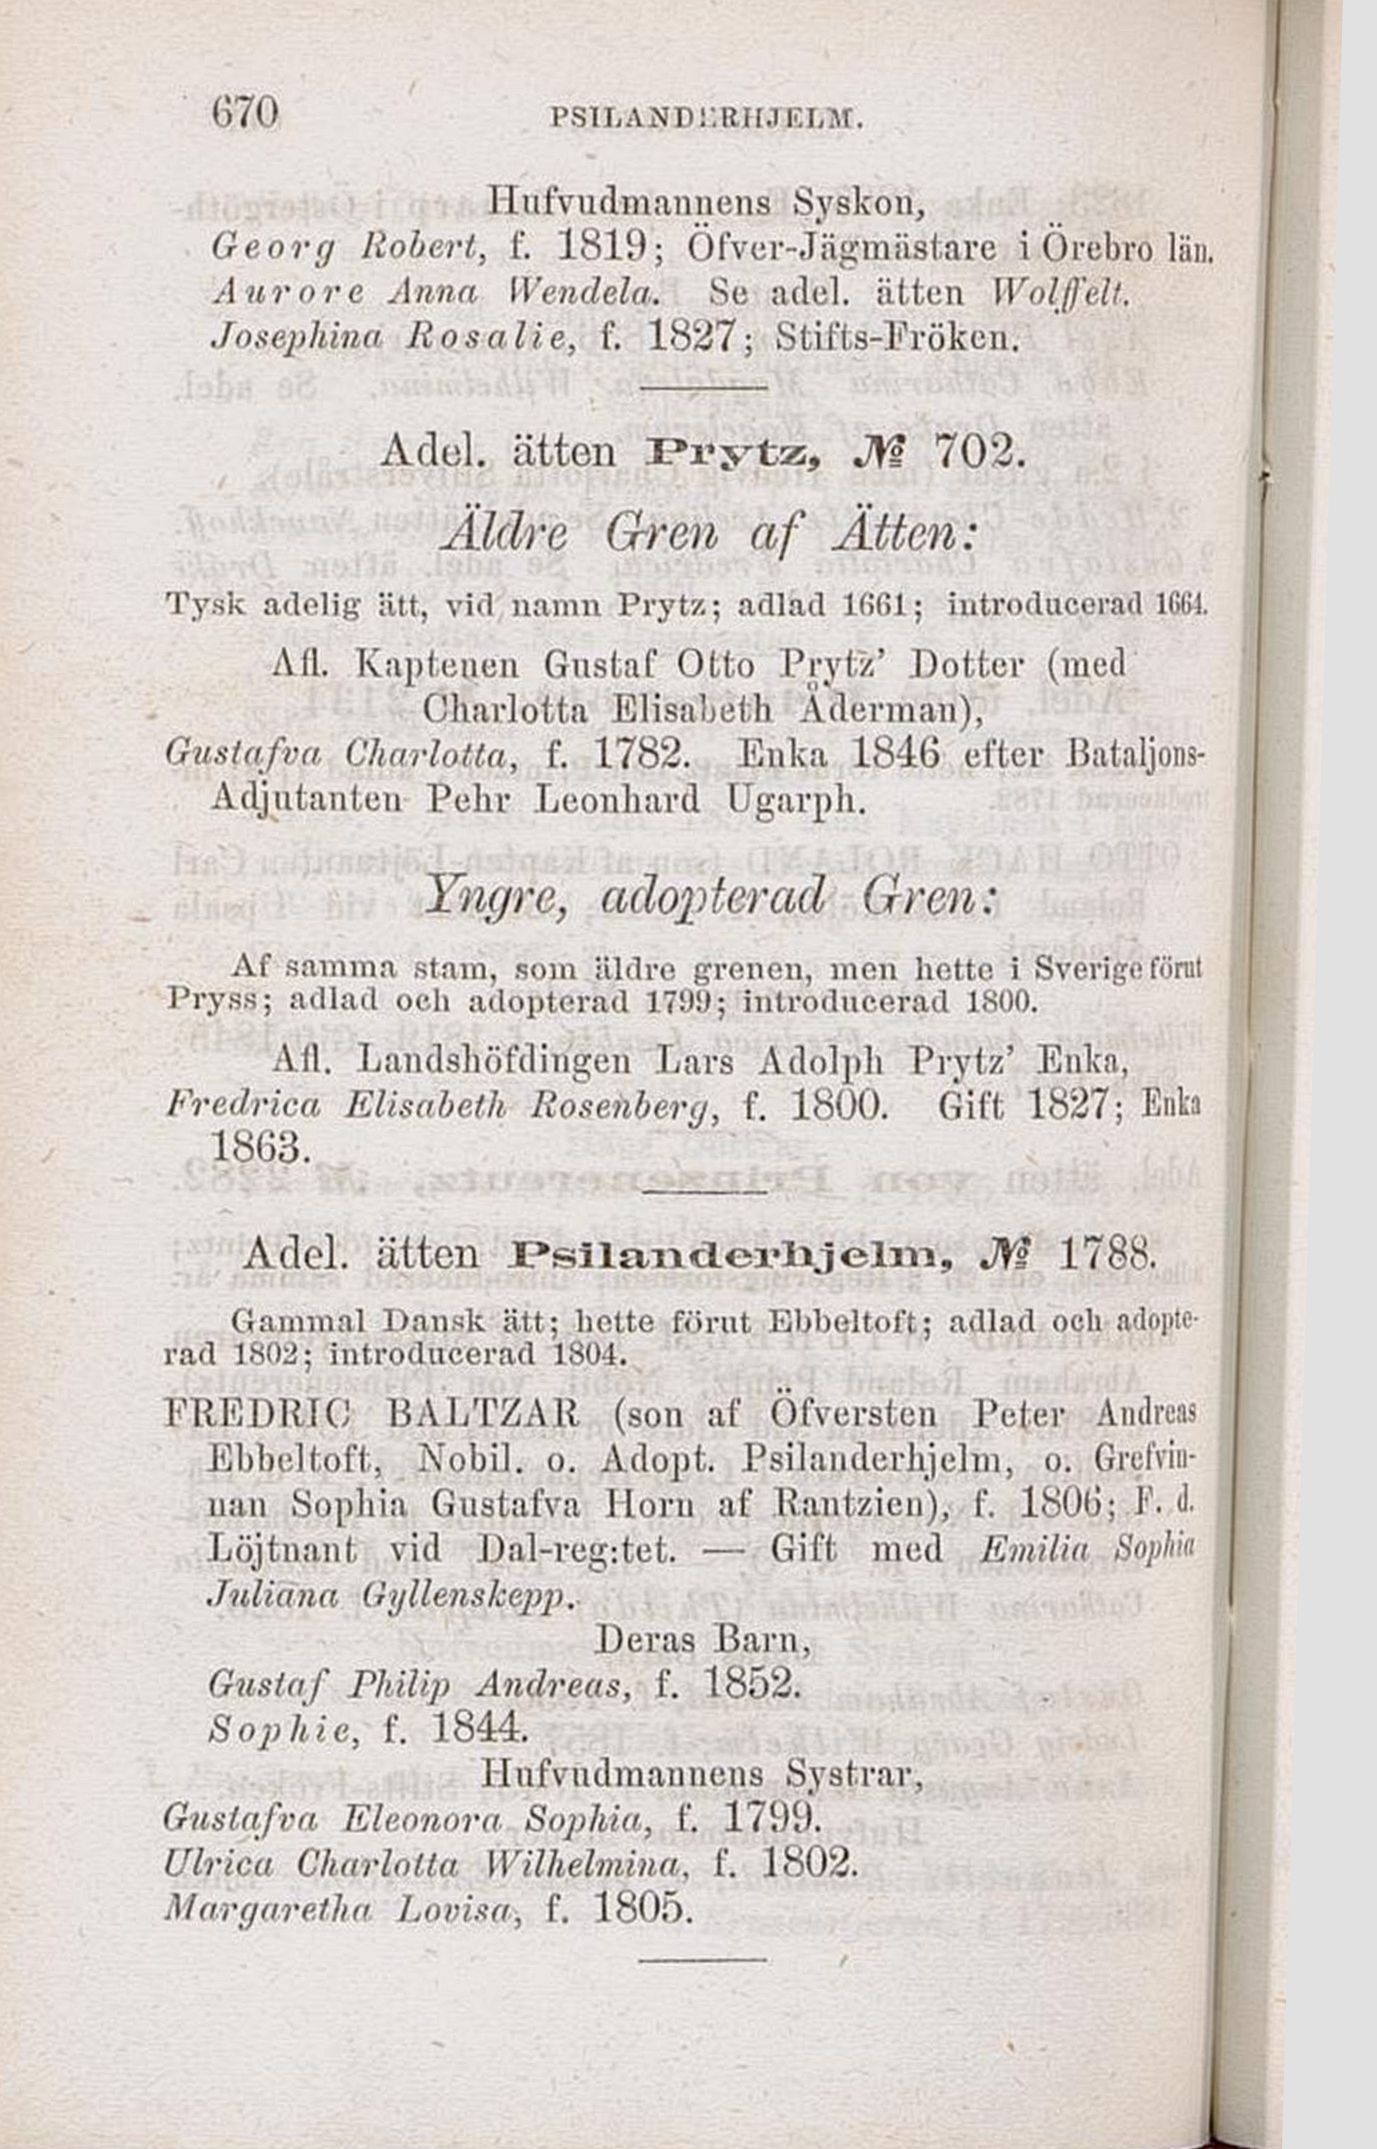 670 PSILANDERHJELM.
Hufvudmannens Syskon,
Georg Robert, f. 1819; Öfver-Jägmästare i Örebro län.
Aurore Anna Wendela. Se adel. ätten Wolffelt.
Josephina Rosalie, f. 1827; Stifts-Fröken.
Adel. ätten Prytz, № 702.
Äldre Gren af Ätten:
Tysk adelig ätt, vid namn Prytz; adlad 1661; introducerad 1664.
Afl. Kaptenen Gustaf Otto Prytz' Dotter (med
Charlotta Elisabeth Åderman),
Gustafva Charlotta, f. 1782. Enka 1846 efter Bataljons-
Adjutanten Pehr Leonhard Ugarph.
Yngre, adopterad Gren:
Af samma stam, som äldre grenen, men hette i Sverige förut
Pryss; adlad och adopterad 1799; introducerad 1800.
Afl. Landshöfdingen Lars Adolph Prytz' Enka,
Fredrica Elisabeth Rosenberg, f. 1800. Gift 1827; Enka
1863.
Adel. ätten Psilanderhjelm, № 1788.
Gammal Dansk ätt; hette förut Ebbeltoft; adlad och adopte-
rad 1802; introducerad 1804.
FREDRIC BALTZAR (son af Öfversten Peter Andreas
Ebbeltoft, Nobil. o. Adopt. Psilanderhjelm, o. Grefvin-
nan Sophia Gustafva Horn af Rantzien), f. 1806; F. d.
Löjtnant vid Dal-reg:tet. — Gift med Emilia Sophia
Juliana Gyllenskepp.
Deras Barn,
Gustaf Philip Andreas, f. 1852.
Sophie, f. 1844.
Hufvudmannens Systrar,
Gustafva Eleonora Sophia, f. 1799.
Ulrica Charlotta Wilhelmina, f. 1802.
Margaretha Lovisa, f. 1805.